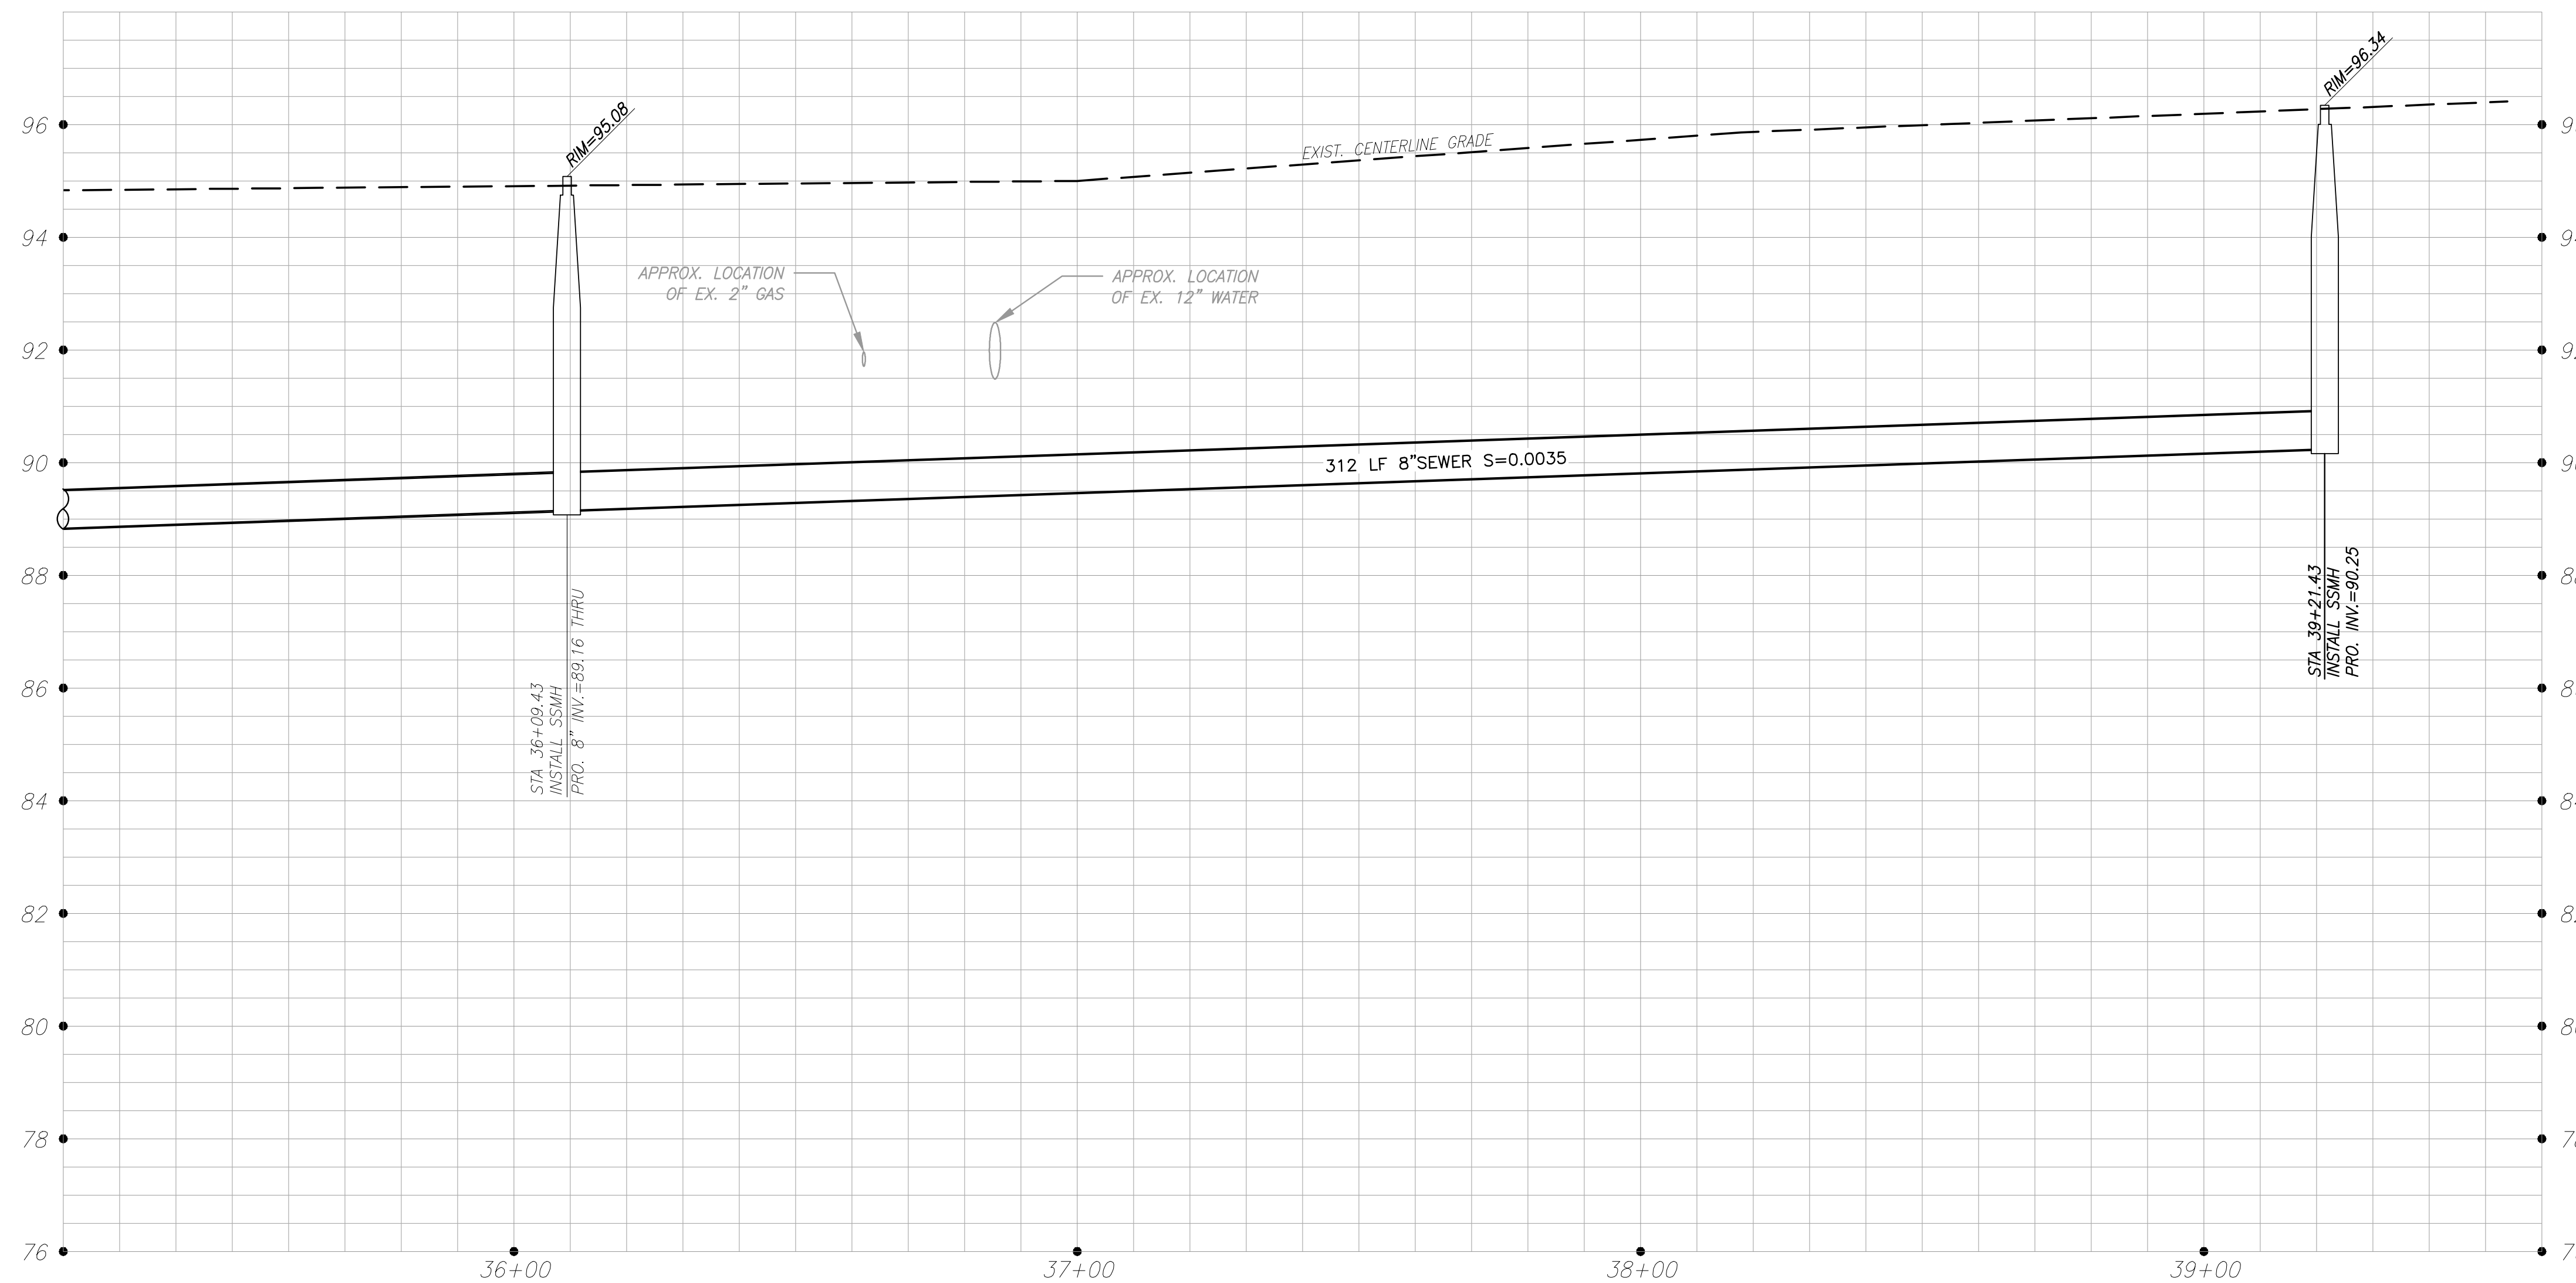 RIM=96.34
RIM=95.08
96
EXIST. CENTERLINE GRADE
94
APPROX. LOCATION
OF EX. 2" GAS
APPROX. LOCATION
OF EX. 12" WATER
92
90
312 LF 8"SEWER S=0.0035
88
STA 36+09.43
INSTALL SSMH
PRO. 8" INV.=89.16 THRU
STA 39+21.43
INSTALL SSMH
PRO. INV.=90.25
86
84
82
80
78
76
36+00
37+00
38+00
39+00